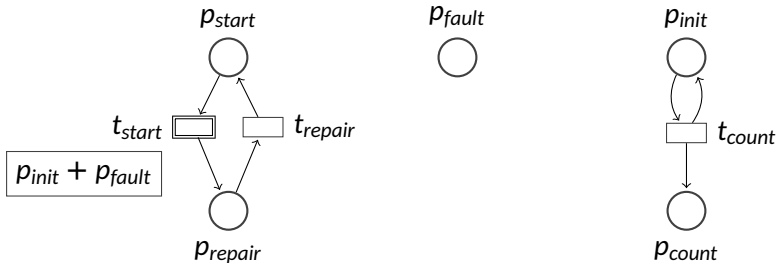 p_start
p_fault
p_init
t_start
t_repair
t_count
p_init + p_fault
p_repair
p_count